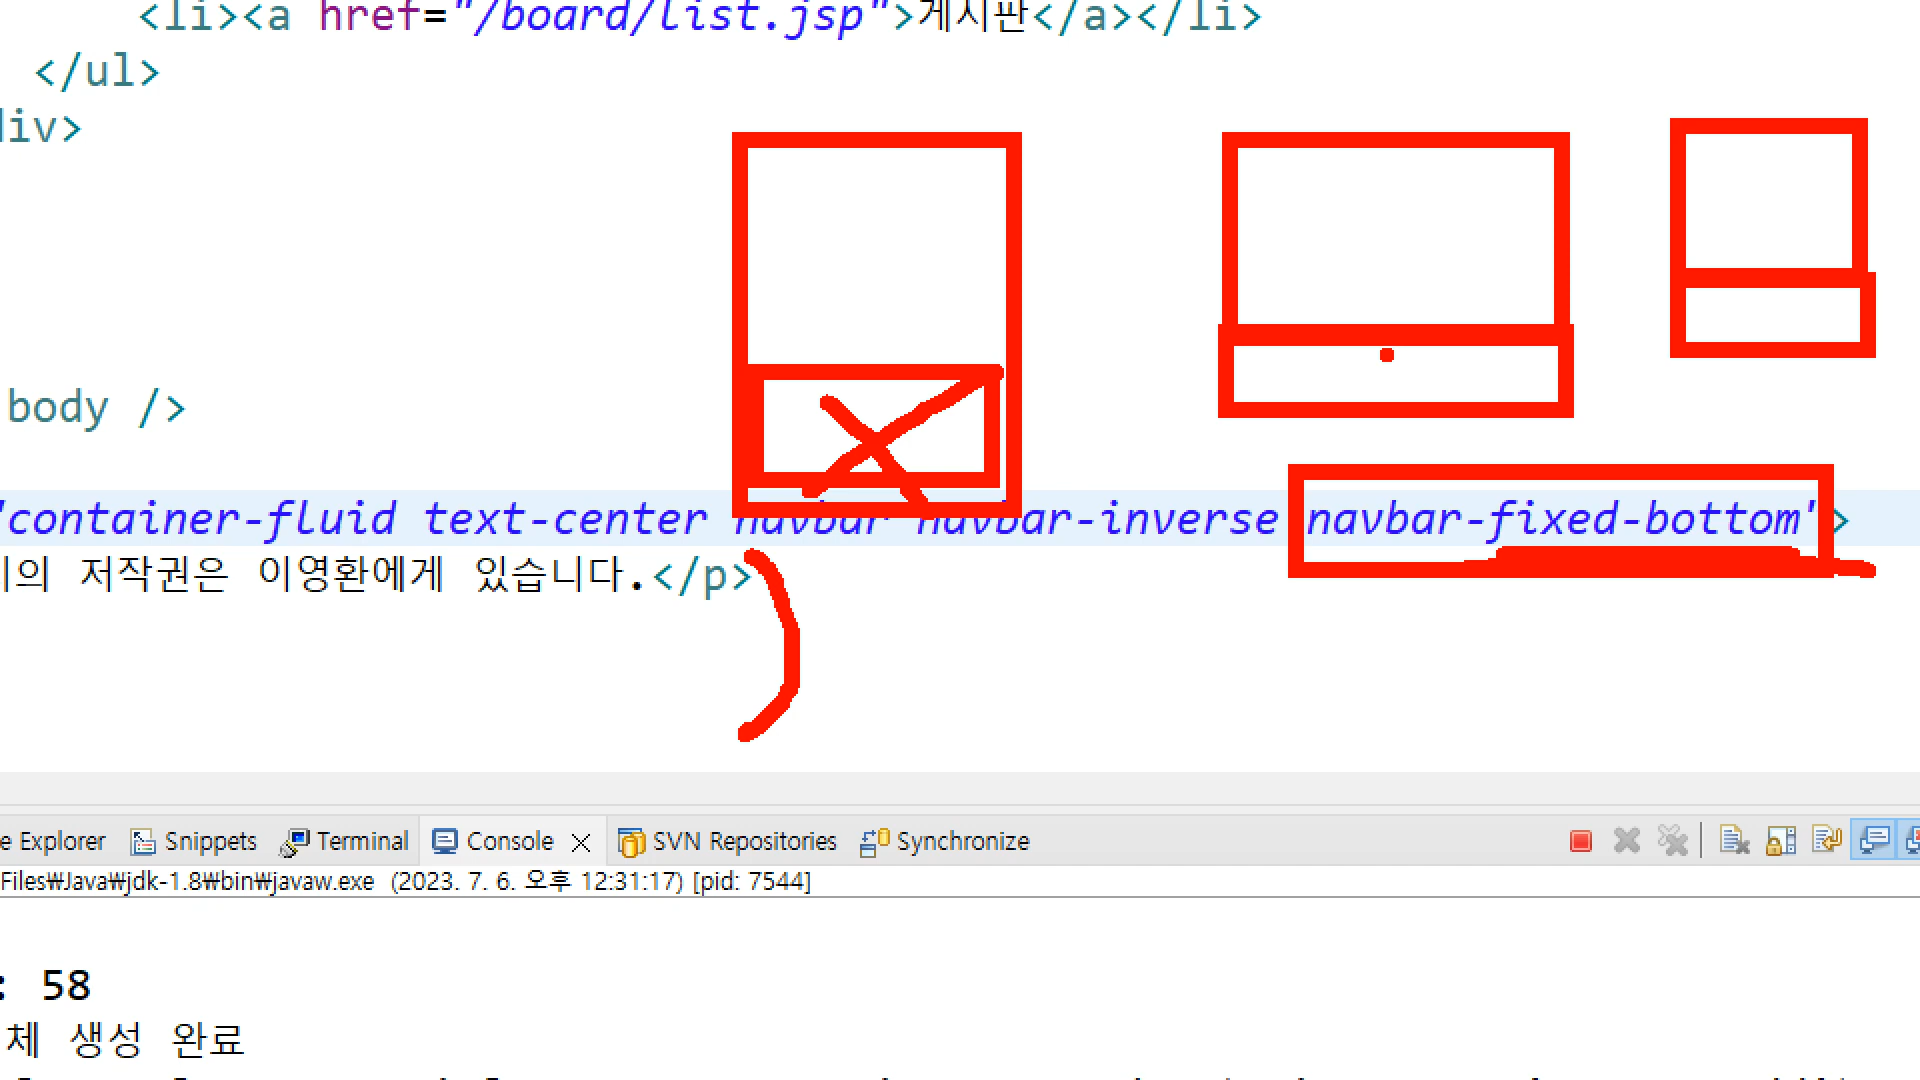 <li><a href="/board/list.jsp">게시판</a></li>
</ul>
div>
body />
'container-fluid text-center navbar navbar-inverse navbar-fixed-bottom'>
의 저작권은 이영환에게 있습니다.</p>
e Explorer Snippets Terminal Console SVN Repositories Synchronize
Files₩Java₩jdk-1.8₩bin₩javaw.exe (2023. 7. 6. 오후 12:31:17) [pid: 7544]
: 58
체 생성 완료